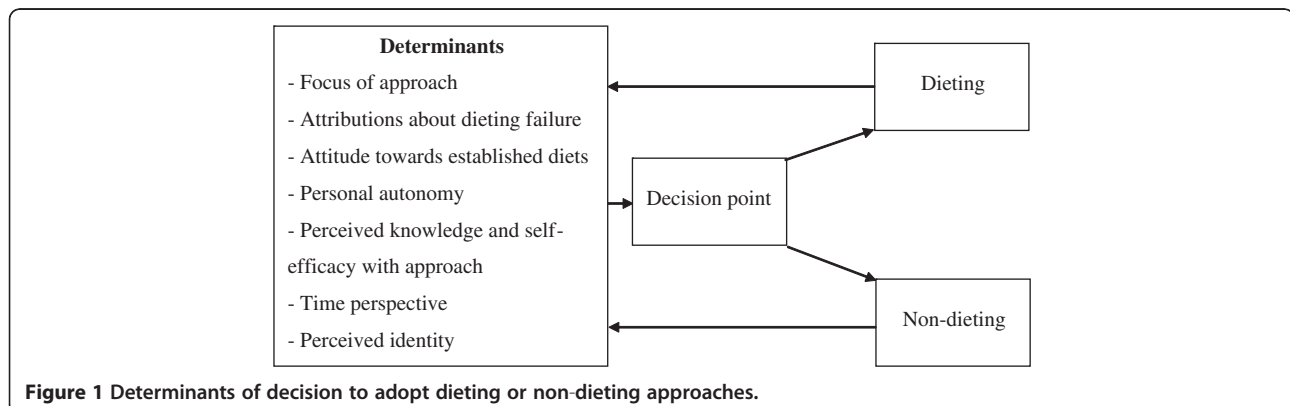 Determinants
- Focus of approach
- Attributions about dieting failure
- Attitude towards established diets
- Personal autonomy
- Perceived knowledge and self-
efficacy with approach
- Time perspective
- Perceived identity
Decision point
Dieting
Non-dieting
Figure 1 Determinants of decision to adopt dieting or non-dieting approaches.